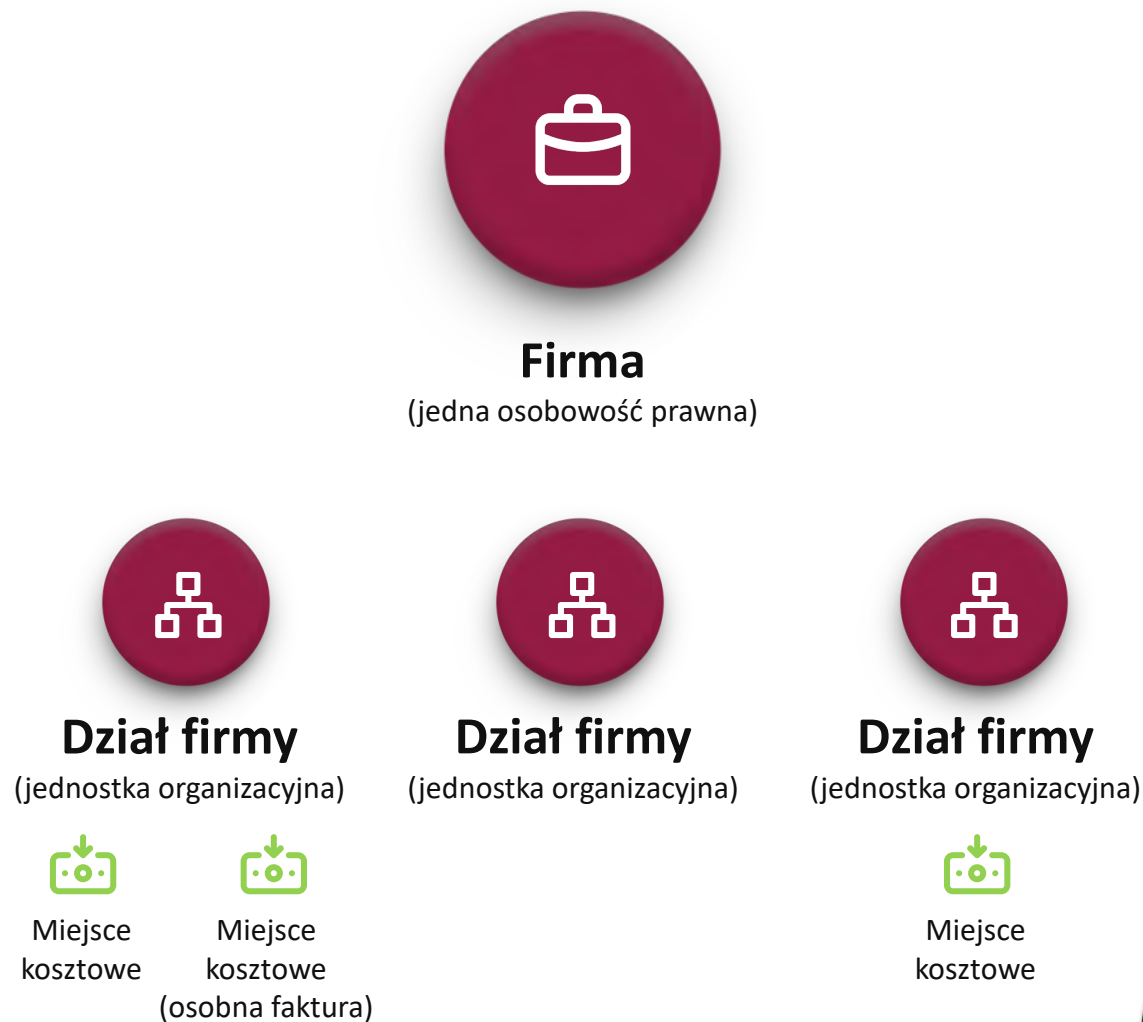 Firma
(jedna osobowość prawna)
Dział firmy
(jednostka organizacyjna)
Dział firmy
(jednostka organizacyjna)
Dział firmy
(jednostka organizacyjna)
Miejsce
kosztowe
Miejsce
kosztowe
(osobna faktura)
Miejsce
kosztowe